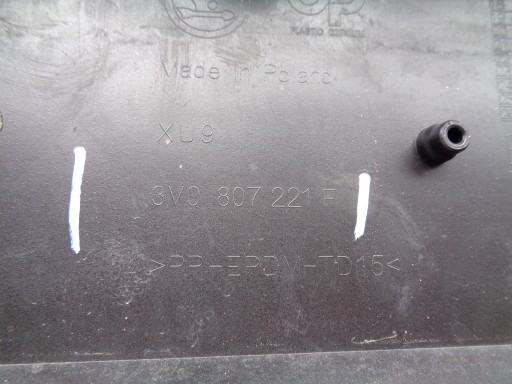 Made in Poland
XU9
3V0 807 221 F
>PP+EPDM+TD15<